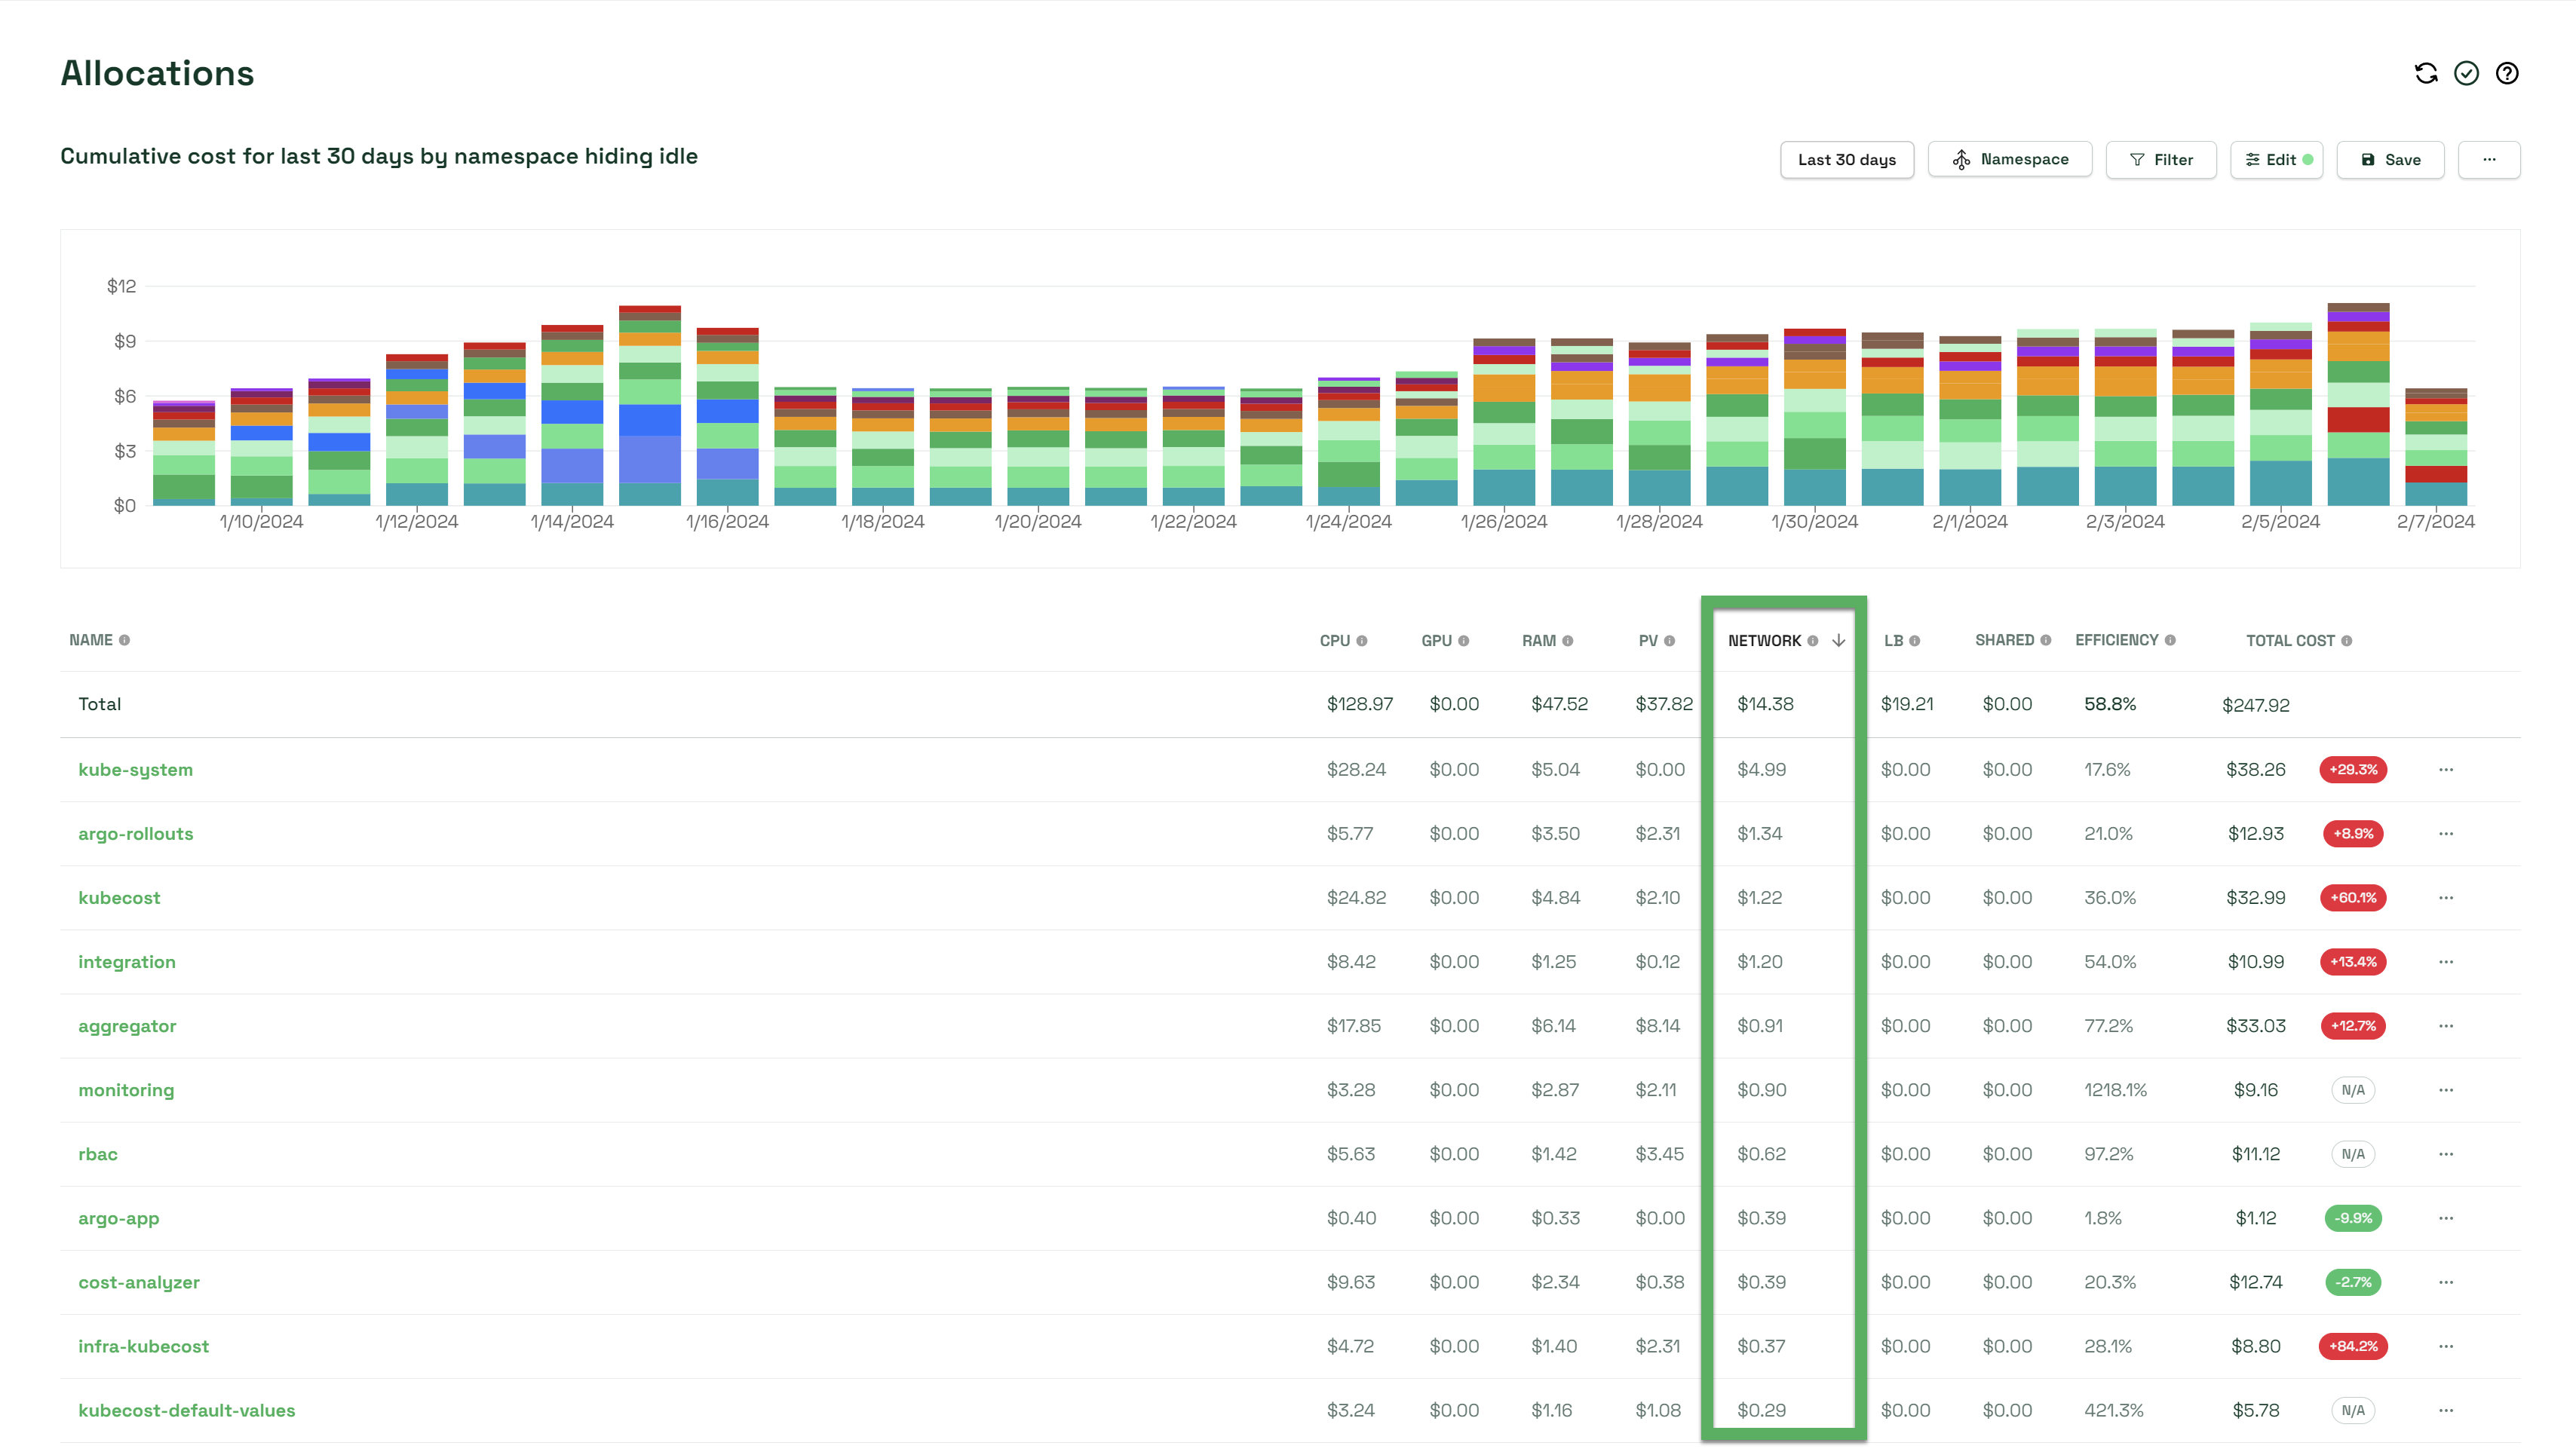 Allocations
Cumulative cost for last 30 days by namespace hiding idle
Last 30 days Namespace Filter Edit Save ...
$12
$9
$6
$3
$0
1/10/2024 1/12/2024 1/14/2024 1/16/2024 1/18/2024 1/20/2024 1/22/2024 1/24/2024 1/26/2024 1/28/2024 1/30/2024 2/1/2024 2/3/2024 2/5/2024 2/7/2024
NAME CPU GPU RAM PV NETWORK LB SHARED EFFICIENCY TOTAL COST
Total $128.97 $0.00 $47.52 $37.82 $14.38 $19.21 $0.00 58.8% $247.92
kube-system $28.24 $0.00 $5.04 $0.00 $4.99 $0.00 $0.00 17.6% $38.26 +29.3% ...
argo-rollouts $5.77 $0.00 $3.50 $2.31 $1.34 $0.00 $0.00 21.0% $12.93 +8.9% ...
kubecost $24.82 $0.00 $4.84 $2.10 $1.22 $0.00 $0.00 36.0% $32.99 +60.1% ...
integration $8.42 $0.00 $1.25 $0.12 $1.20 $0.00 $0.00 54.0% $10.99 +13.4% ...
aggregator $17.85 $0.00 $6.14 $8.14 $0.91 $0.00 $0.00 77.2% $33.03 +12.7% ...
monitoring $3.28 $0.00 $2.87 $2.11 $0.90 $0.00 $0.00 1218.1% $9.16 N/A ...
rbac $5.63 $0.00 $1.42 $3.45 $0.62 $0.00 $0.00 97.2% $11.12 N/A ...
argo-app $0.40 $0.00 $0.33 $0.00 $0.39 $0.00 $0.00 1.8% $1.12 -9.9% ...
cost-analyzer $9.63 $0.00 $2.34 $0.38 $0.39 $0.00 $0.00 20.3% $12.74 -2.7% ...
infra-kubecost $4.72 $0.00 $1.40 $2.31 $0.37 $0.00 $0.00 28.1% $8.80 +84.2% ...
kubecost-default-values $3.24 $0.00 $1.16 $1.08 $0.29 $0.00 $0.00 421.3% $5.78 N/A ...